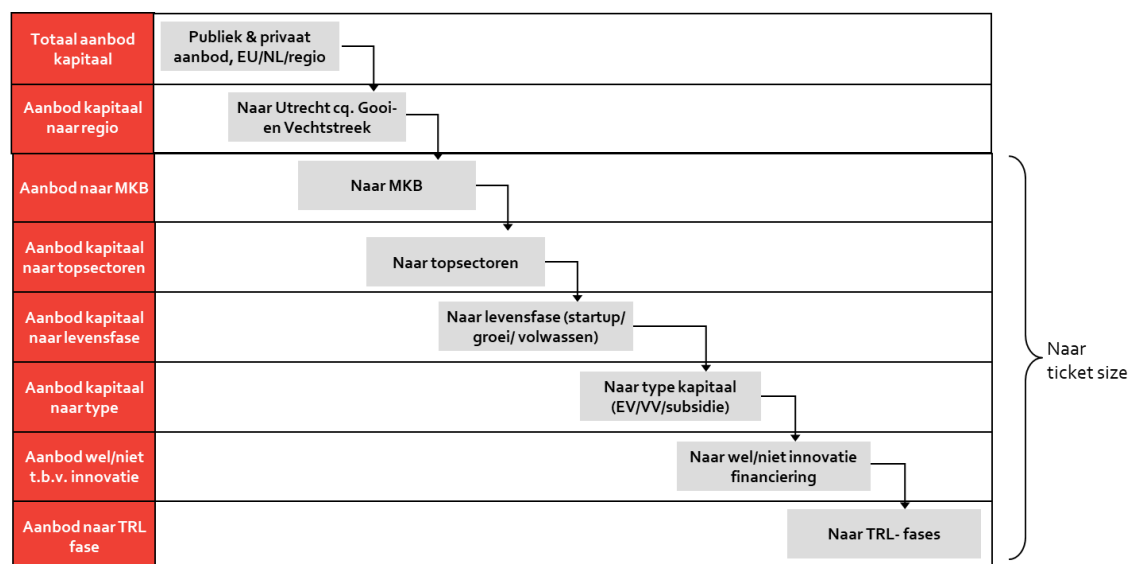 Totaal aanbod
kapitaal
Publiek & privaat
aanbod, EU/NL/regio
Aanbod kapitaal
naar regio
Naar Utrecht cq. Gooi-
en Vechtstreek
Aanbod naar MKB
Naar MKB
Aanbod kapitaal
naar topsectoren
Naar topsectoren
Aanbod kapitaal
naar levensfase
Naar levensfase (startup/
groei/ volwassen)
Aanbod kapitaal
naar type
Naar type kapitaal
(EV/VV/subsidie)
Aanbod wel/niet
t.b.v. innovatie
Naar wel/niet innovatie
financiering
Aanbod naar TRL
fase
Naar TRL- fases
Naar
ticket size